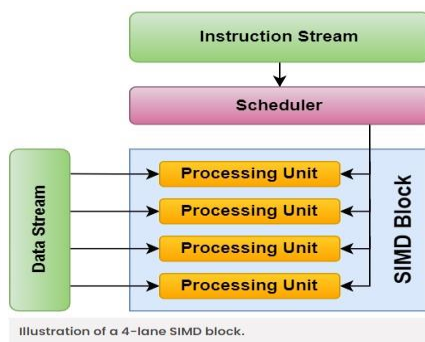 Instruction Stream
Scheduler
Data Stream
Processing Unit
Processing Unit
Processing Unit
Processing Unit
SIMD Block
Illustration of a 4-lane SIMD block.